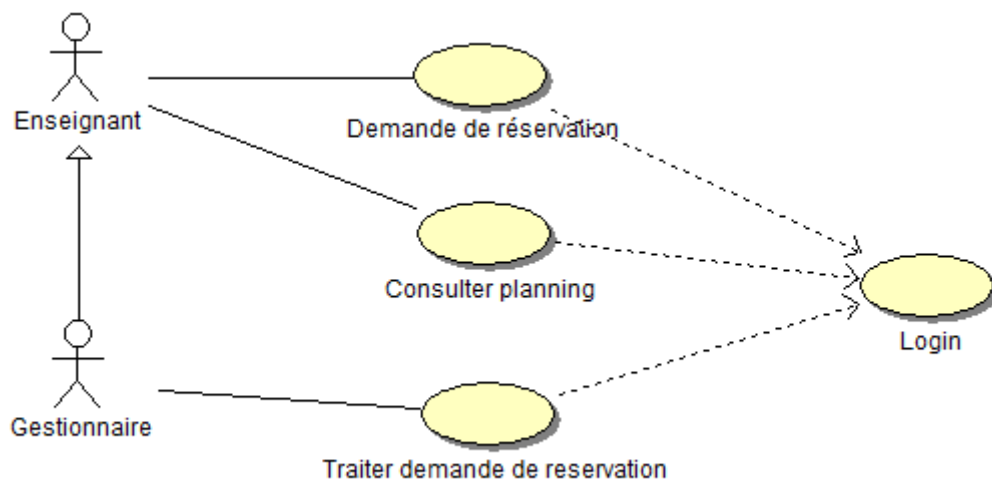 Enseignant
Demande de réservation
Consulter planning
Login
Gestionnaire
Traiter demande de reservation